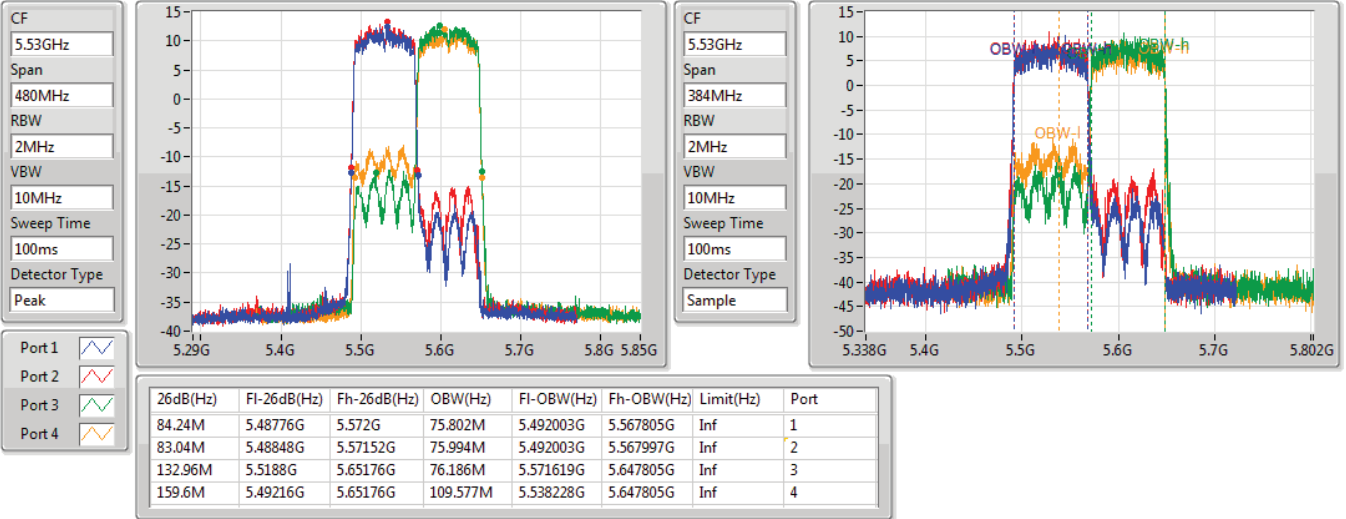 CF
5.53GHz
Span
480MHz
RBW
2MHz
VBW
10MHz
Sweep Time
100ms
Detector Type
Peak
15
10
5
0
-5
-10
-15
-20
-25
-30
-35
-40
5.29G 5.4G 5.5G 5.6G 5.7G 5.8G 5.85G
CF
5.53GHz
Span
384MHz
RBW
2MHz
VBW
10MHz
Sweep Time
100ms
Detector Type
Sample
15
10
5
0
-5
-10
-15
-20
-25
-30
-35
-40
-45
-50
OBW-h
OBW-l
5.338G 5.4G 5.5G 5.6G 5.7G 5.802G
Port 1
Port 2
Port 3
Port 4
26dB(Hz) Fl-26dB(Hz) Fh-26dB(Hz) OBW(Hz) Fl-OBW(Hz) Fh-OBW(Hz) Limit(Hz) Port
84.24M 5.48776G 5.572G 75.802M 5.492003G 5.567805G Inf 1
83.04M 5.48848G 5.57152G 75.994M 5.492003G 5.567997G Inf 2
132.96M 5.5188G 5.65176G 76.186M 5.571619G 5.647805G Inf 3
159.6M 5.49216G 5.65176G 109.577M 5.538228G 5.647805G Inf 4